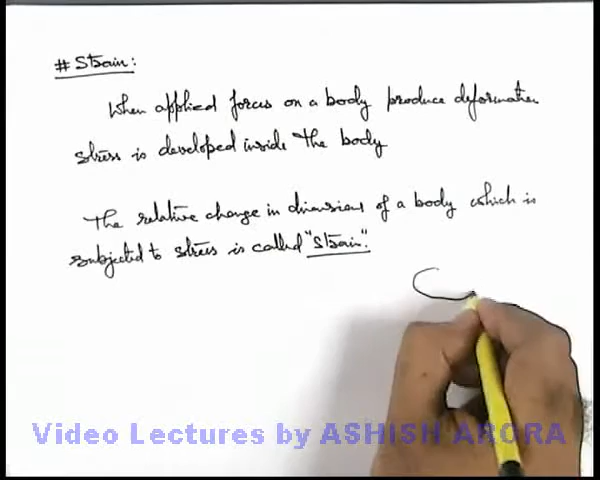 # Strain:
When applied forces on a body produce deformation
stress is developed inside the body
The relative change in dimensions of a body which is
subjected to stress is called "Strain".
Video Lectures by ASHISH ARORA